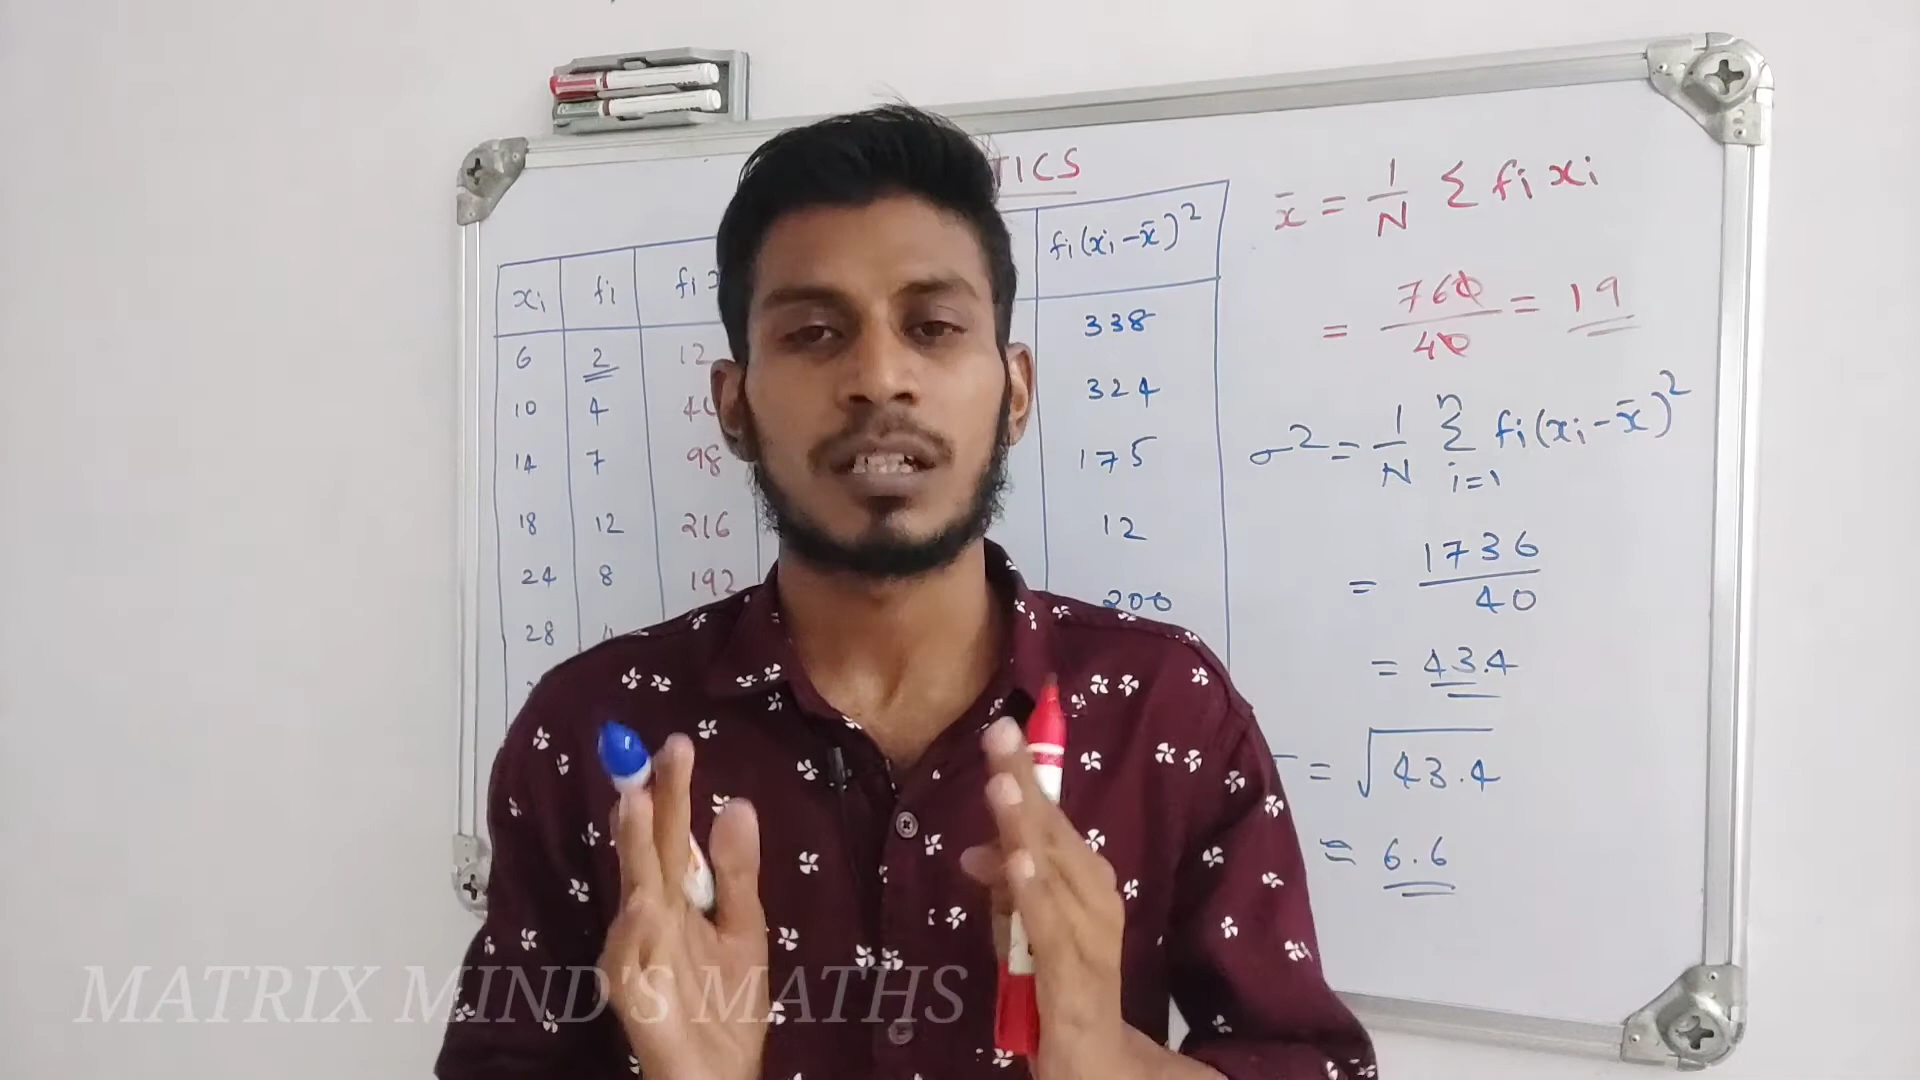 TICS
xi fi fi x fi(xi-x̄)²
6 2 12 338
10 4 40 324
14 7 98 175
18 12 216 12
24 8 192 200
28
x̄ = 1/N Σ fi xi
= 760/40 = 19
σ² = 1/N Σ fi(xi-x̄)²
n
i=1
= 1736/40
= 43.4
= √43.4
≈ 6.6
MATRIX MIND'S MATHS